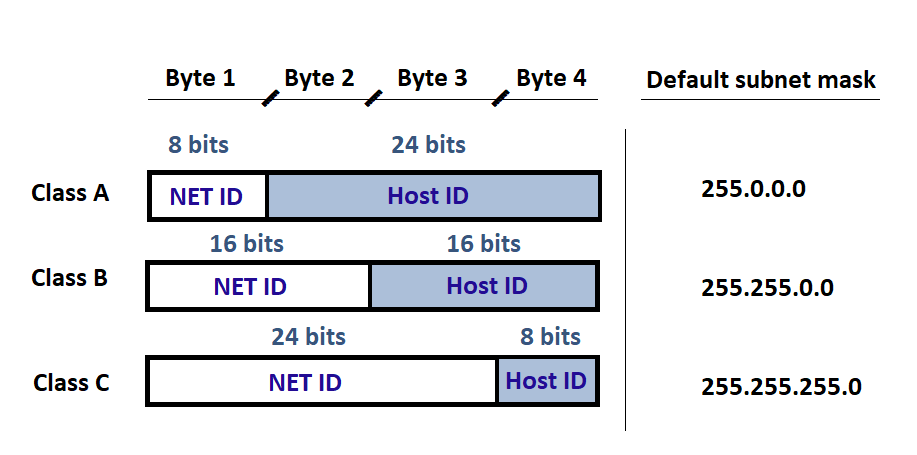 Byte 1 Byte 2 Byte 3 Byte 4 Default subnet mask
8 bits 24 bits
Class A NET ID Host ID 255.0.0.0
16 bits 16 bits
Class B NET ID Host ID 255.255.0.0
24 bits 8 bits
Class C NET ID Host ID 255.255.255.0